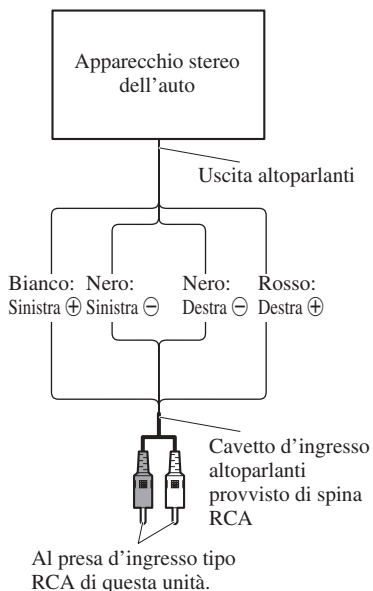 Apparecchio stereo
dell'auto
Uscita altoparlanti
Bianco: Nero: Nero: Rosso:
Sinistra ⊕ Sinistra ⊖ Destra ⊖ Destra ⊕
Cavetto d'ingresso
altoparlanti
provvisto di spina
RCA
Al presa d'ingresso tipo
RCA di questa unità.